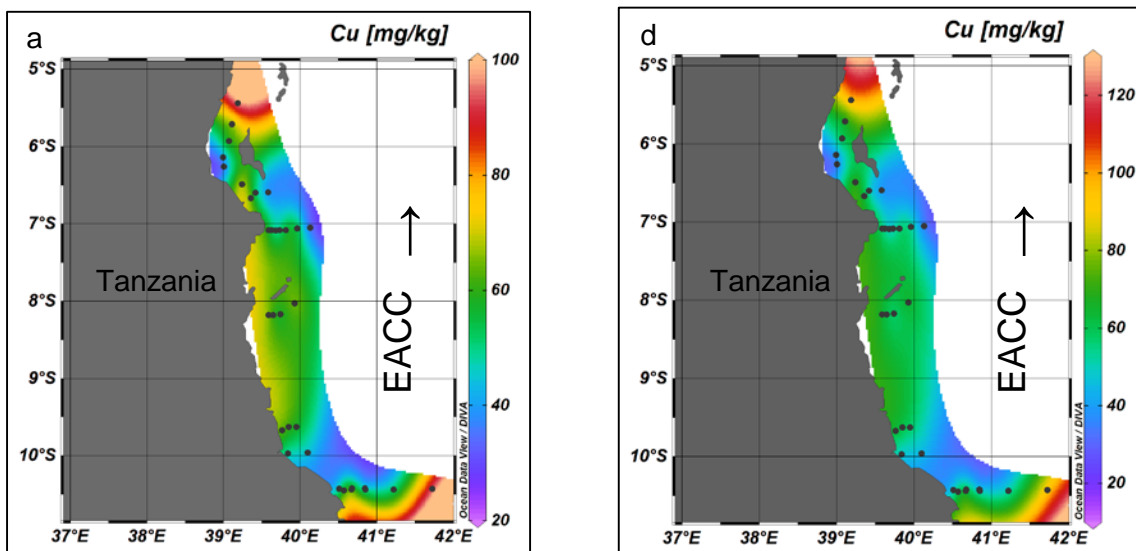 a
Cu [mg/kg]
5°S
6°S
7°S
8°S
9°S
10°S
37°E
38°E
39°E
40°E
41°E
42°E
Tanzania
EACC →
Ocean Data View / DIVA
100
80
60
40
20
d
Cu [mg/kg]
5°S
6°S
7°S
8°S
9°S
10°S
37°E
38°E
39°E
40°E
41°E
42°E
Tanzania
EACC →
Ocean Data View / DIVA
120
100
80
60
40
20